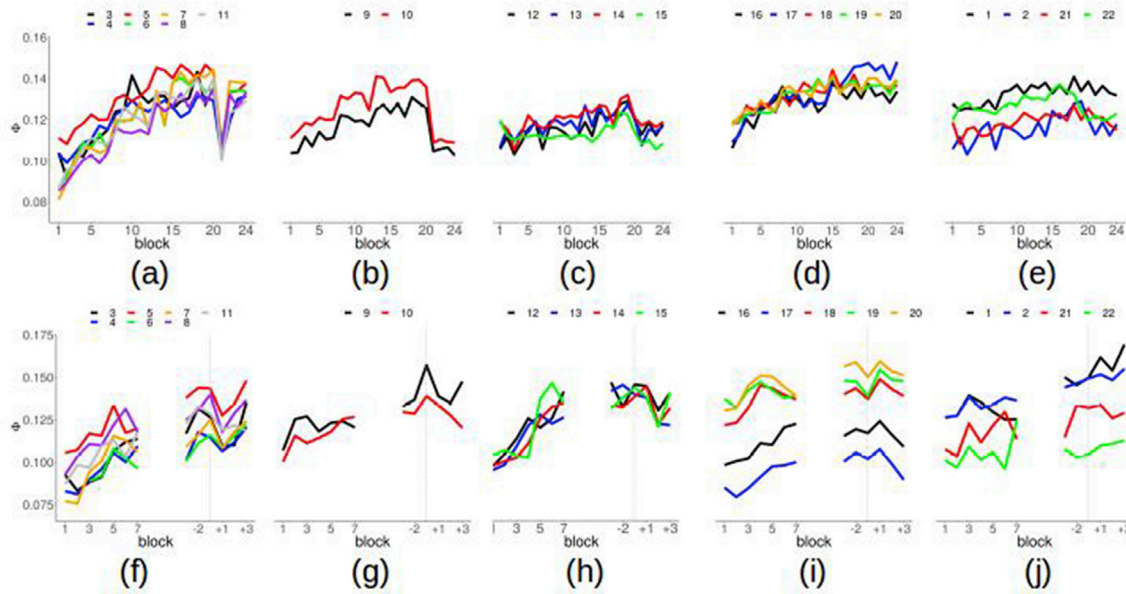 3 5 7 11
4 6 8
9 10
12 13 14 15
16 17 18 19 20
1 2 21 22
0.16
0.14
0.12
0.10
0.08
Φ
1 5 10 15 20 24
1 5 10 15 20 24
1 5 10 15 20 24
1 5 10 15 20 24
1 5 10 15 20 24
block block block block block
(a) (b) (c) (d) (e)
3 5 7 11
4 6 8
9 10
12 13 14 15
16 17 18 19 20
1 2 21 22
0.175
0.150
0.125
0.100
0.075
Φ
1 3 5 7 -2 +1 +3
1 3 5 7 -2 +1 +3
1 3 5 7 -2 +1 +3
1 3 5 7 -2 +1 +3
1 3 5 7 -2 +1 +3
block block block block block
(f) (g) (h) (i) (j)